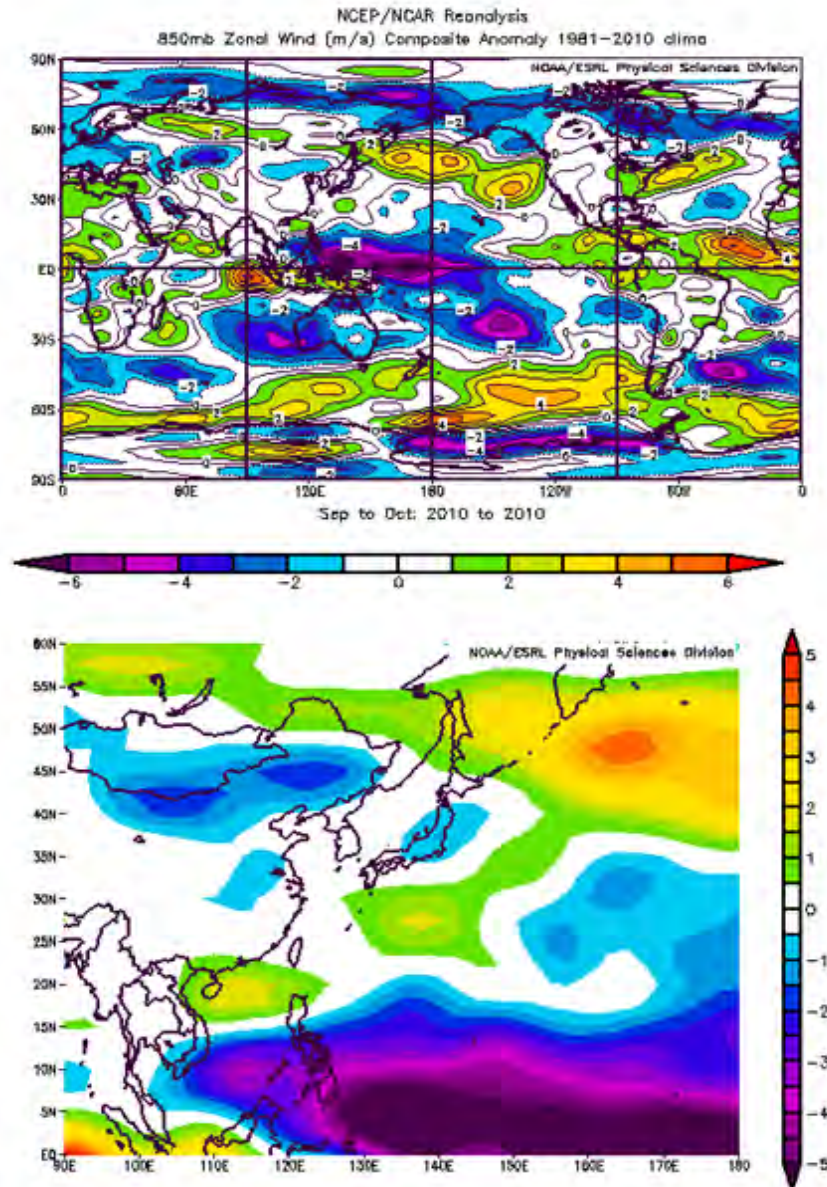 NCEP/NCAR Reanalysis
850mb Zonal Wind (m/s) Composite Anomaly 1981-2010 clima
NOAA/ESRL Physical Sciences Division
90N
60N
30N
EQ
30S
60S
90S
0 60E 120E 180 120W 60W 0
Sep to Oct: 2010 to 2010
-6 -4 -2 0 2 4 6
NOAA/ESRL Physical Sciences Division
60N
55N
50N
45N
40N
35N
30N
25N
20N
15N
10N
5N
EQ
90E 100E 110E 120E 130E 140E 150E 160E 170E 180
5
4
3
2
1
0
-1
-2
-3
-4
-5